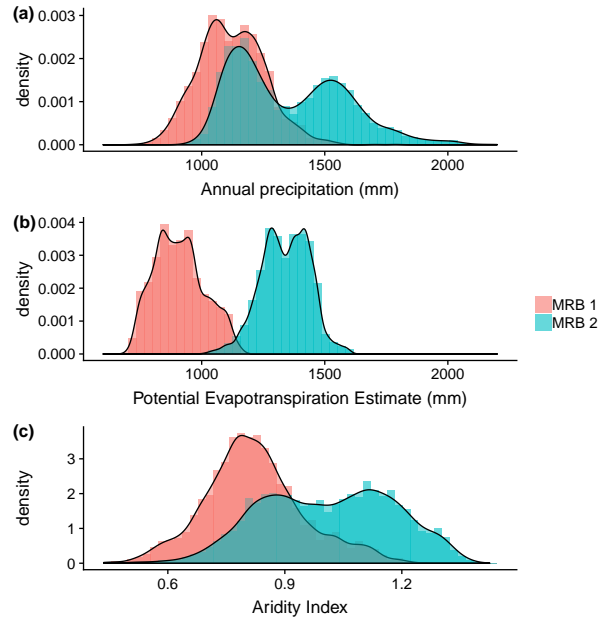 (a)
density
0.003
0.002
0.001
0.000
1000 1500 2000
Annual precipitation (mm)
(b)
density
0.004
0.003
0.002
0.001
0.000
1000 1500 2000
Potential Evapotranspiration Estimate (mm)
MRB 1
MRB 2
(c)
density
3
2
1
0
0.6 0.9 1.2
Aridity Index